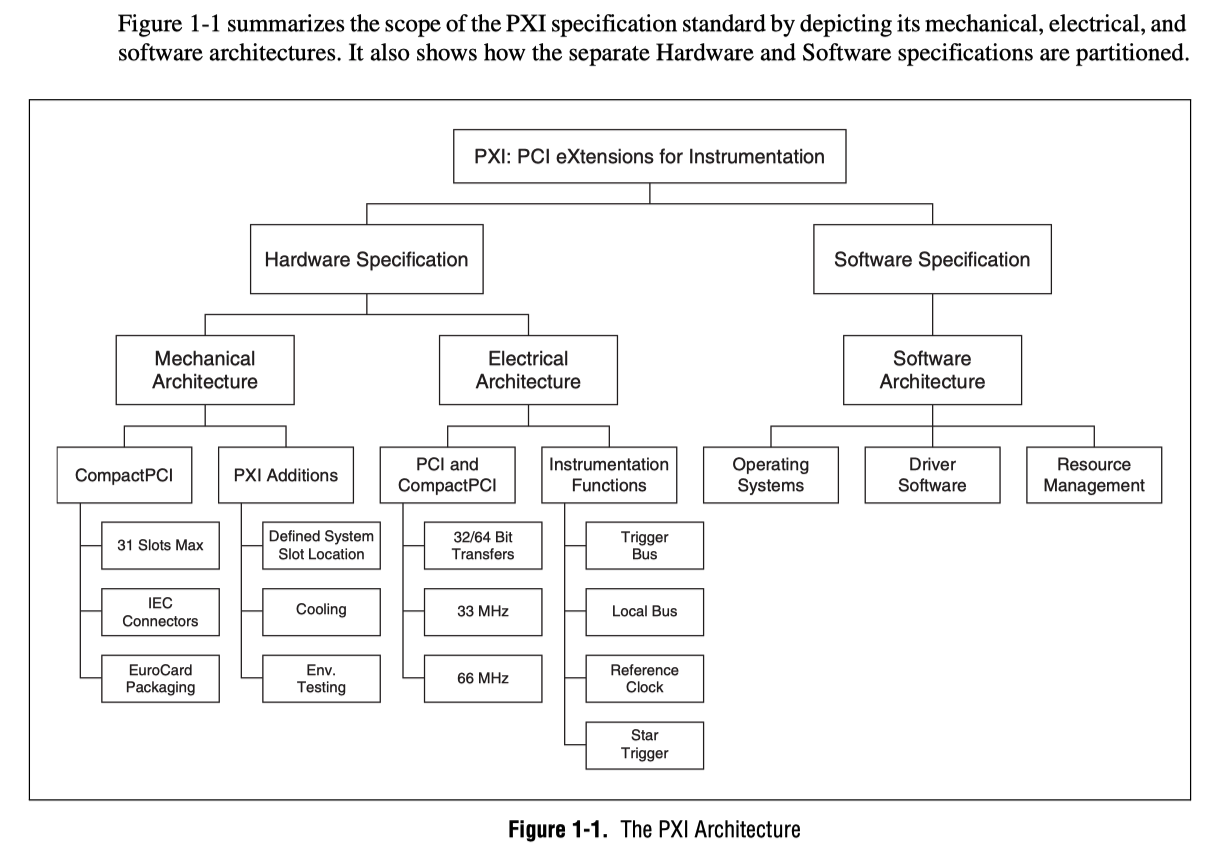 Figure 1-1 summarizes the scope of the PXI specification standard by depicting its mechanical, electrical, and
software architectures. It also shows how the separate Hardware and Software specifications are partitioned.
PXI: PCI eXtensions for Instrumentation
Hardware Specification
Software Specification
Mechanical
Architecture
Electrical
Architecture
Software
Architecture
CompactPCI
PXI Additions
PCI and
CompactPCI
Instrumentation
Functions
Operating
Systems
Driver
Software
Resource
Management
31 Slots Max
Defined System
Slot Location
32/64 Bit
Transfers
Trigger
Bus
IEC
Connectors
Cooling
33 MHz
Local Bus
EuroCard
Packaging
Env.
Testing
66 MHz
Reference
Clock
Star
Trigger
Figure 1-1. The PXI Architecture